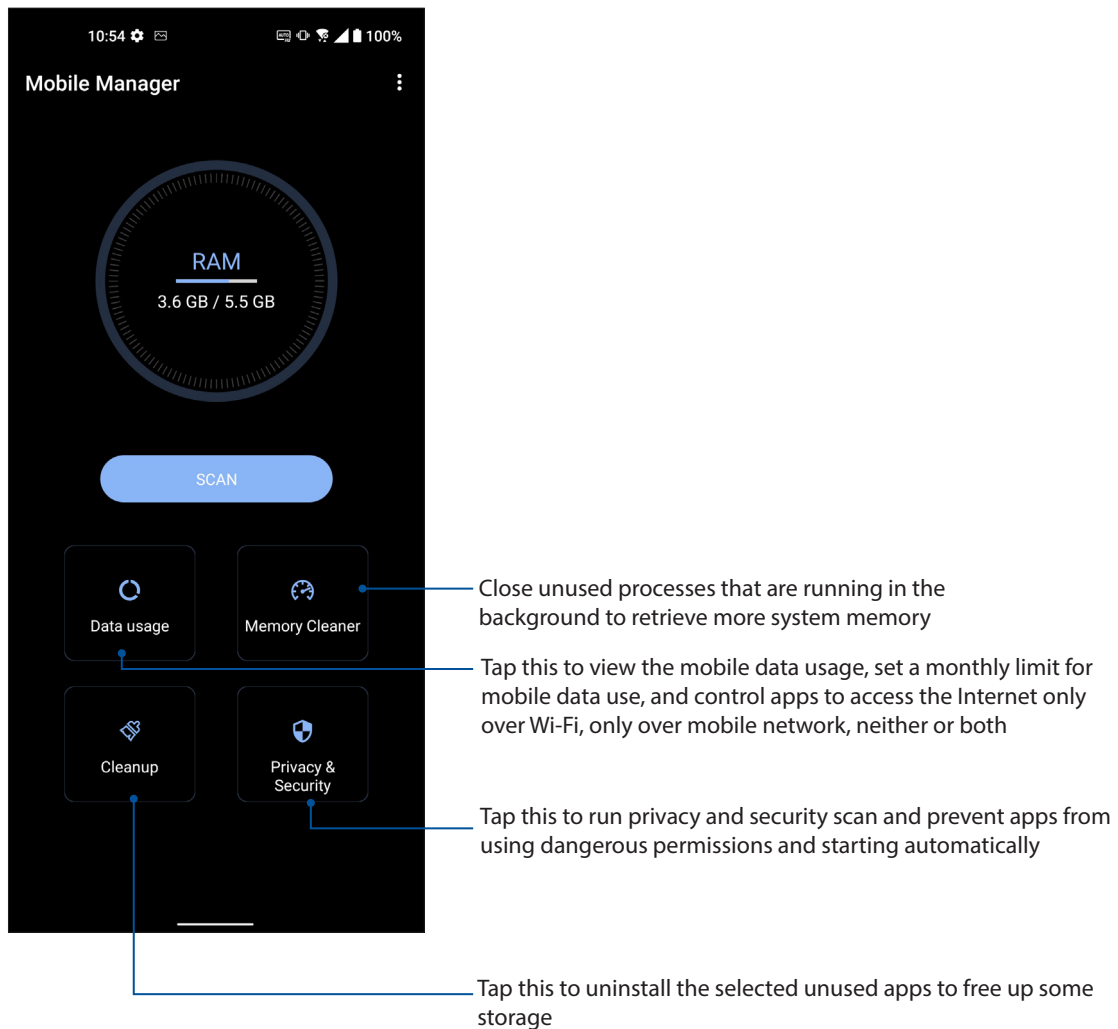 10:54 100%
Mobile Manager
RAM
3.6 GB / 5.5 GB
SCAN
Data usage
Memory Cleaner
Cleanup
Privacy &
Security
Close unused processes that are running in the
background to retrieve more system memory
Tap this to view the mobile data usage, set a monthly limit for
mobile data use, and control apps to access the Internet only
over Wi-Fi, only over mobile network, neither or both
Tap this to run privacy and security scan and prevent apps from
using dangerous permissions and starting automatically
Tap this to uninstall the selected unused apps to free up some
storage